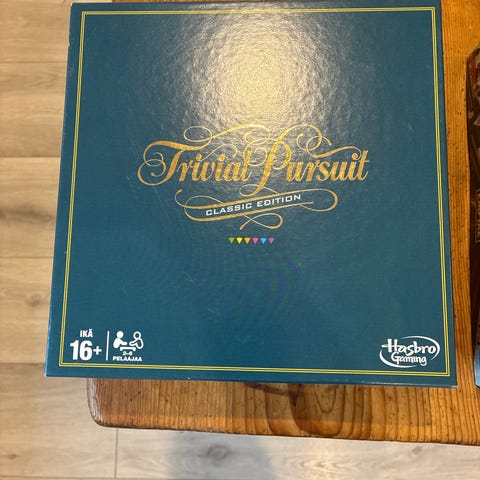 Trivial Pursuit
CLASSIC EDITION
IKÄ
16+
2-6
PELAAJAA
Hasbro
Gaming